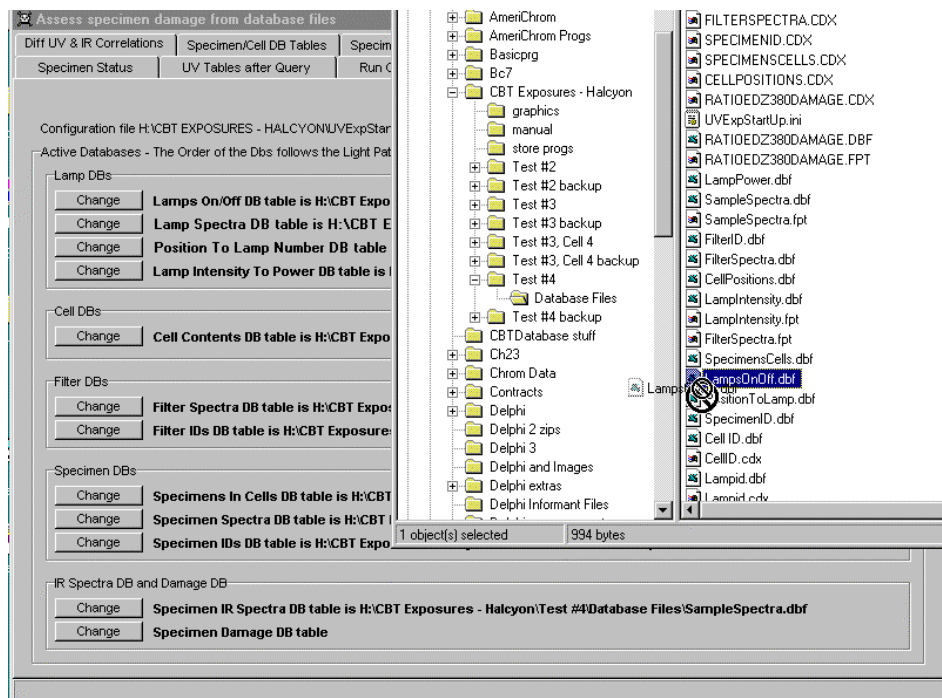 Assess specimen damage from database files
Diff UV & IR Correlations
Specimen/Cell DB Tables
Specim
Specimen Status
UV Tables after Query
Run
Configuration file H:\CBT EXPOSURES - HALCYON\UVExpStar
Active Databases - The Order of the Dbs follows the Light Pat
Lamp DBs
Change Lamps On/Off DB table is H:\CBT Expo
Change Lamp Spectra DB table is H:\CBT E
Change Position To Lamp Number DB table
Change Lamp Intensity To Power DB table is
Cell DBs
Change Cell Contents DB table is H:\CBT Expo
Filter DBs
Change Filter Spectra DB table is H:\CBT Expos
Change Filter IDs DB table is H:\CBT Exposure
Specimen DBs
Change Specimens In Cells DB table is H:\CBT
Change Specimen Spectra DB table is H:\CBT
Change Specimen IDs DB table is H:\CBT Expo
IR Spectra DB and Damage DB
Change Specimen IR Spectra DB table is H:\CBT Exposures - Halcyon\Test #4\Database Files\SampleSpectra.dbf
Change Specimen Damage DB table
AmeriChrom
AmeriChrom Progs
Basicprg
Bc7
CBT Exposures - Halcyon
graphics
manual
store progs
Test #2
Test #2 backup
Test #3
Test #3 backup
Test #3, Cell 4
Test #3, Cell 4 backup
Test #4
Database Files
Test #4 backup
CBTDatabase stuff
Ch23
Chrom Data
Contracts
Delphi
Delphi 2 zips
Delphi 3
Delphi and Images
Delphi extras
Delphi Informant Files
FILTERSPECTRA.CDX
SPECIMENID.CDX
SPECIMENSCELLS.CDX
CELLPOSITIONS.CDX
RATIOEDZ380DAMAGE.CDX
UVExpStartUp.ini
RATIOEDZ380DAMAGE.DBF
RATIOEDZ380DAMAGE.FPT
LampPower.dbf
SampleSpectra.dbf
SampleSpectra.fpt
FilterID.dbf
FilterSpectra.dbf
CellPositions.dbf
LampIntensity.dbf
LampIntensity.fpt
FilterSpectra.fpt
SpecimensCells.dbf
LampsOnOff.dbf
PositionToLamp.dbf
SpecimenID.dbf
Cell ID.dbf
CellID.cdx
Lampid.dbf
Lampid.cdx
1 object(s) selected
994 bytes